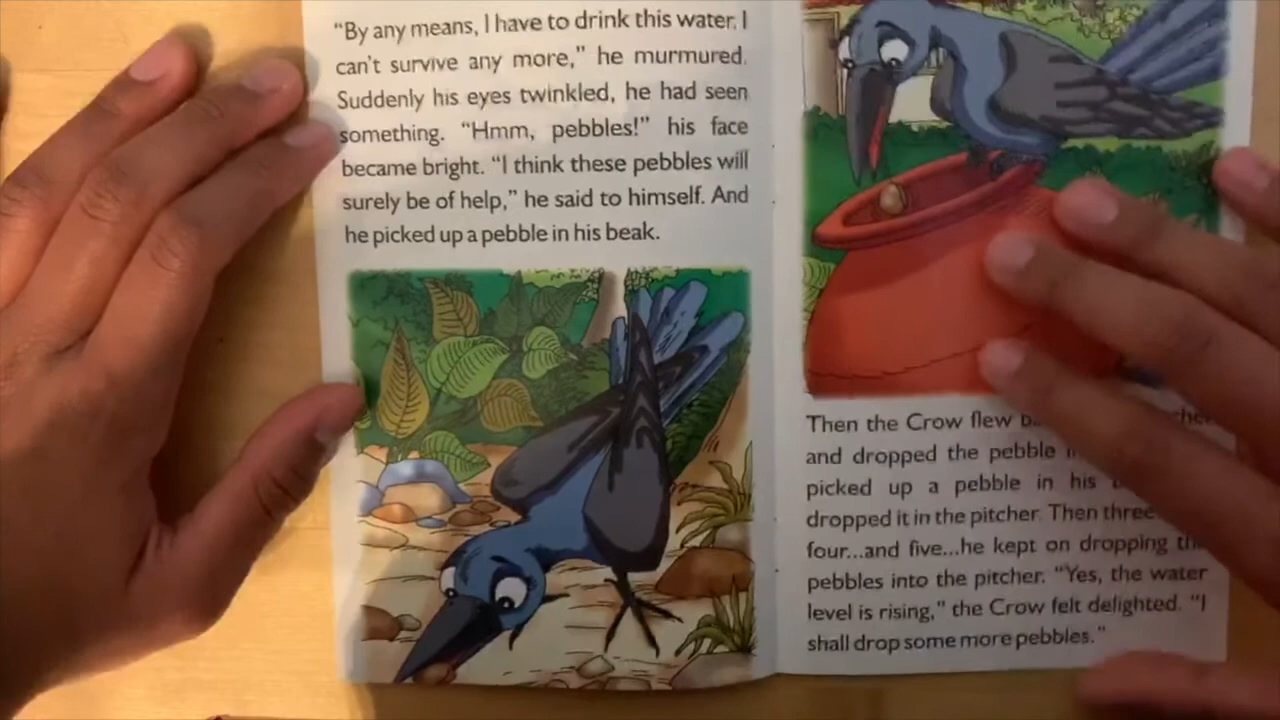 “By any means, I have to drink this water. I
can't survive any more,” he murmured.
Suddenly his eyes twinkled, he had seen
something. “Hmm, pebbles!” his face
became bright. “I think these pebbles will
surely be of help,” he said to himself. And
he picked up a pebble in his beak.
Then the Crow flew
and dropped the pebble
picked up a pebble in his
dropped it in the pitcher. Then three
four...and five...he kept on dropping the
pebbles into the pitcher. “Yes, the water
level is rising,” the Crow felt delighted. “I
shall drop some more pebbles.”